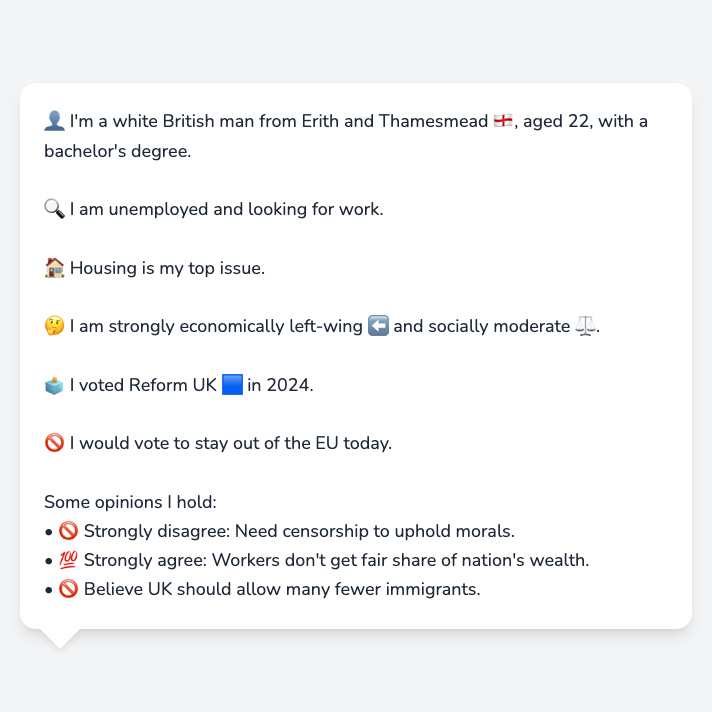 👤 I'm a white British man from Erith and Thamesmead 🏴󠁧󠁢󠁥󠁮󠁧󠁿, aged 22, with a
bachelor's degree.
🔍 I am unemployed and looking for work.
🏠 Housing is my top issue.
🤔 I am strongly economically left-wing ⬅️ and socially moderate ⚖️.
🗳️ I voted Reform UK 🟦 in 2024.
🚫 I would vote to stay out of the EU today.
Some opinions I hold:
• 🚫 Strongly disagree: Need censorship to uphold morals.
• 💯 Strongly agree: Workers don't get fair share of nation's wealth.
• 🚫 Believe UK should allow many fewer immigrants.